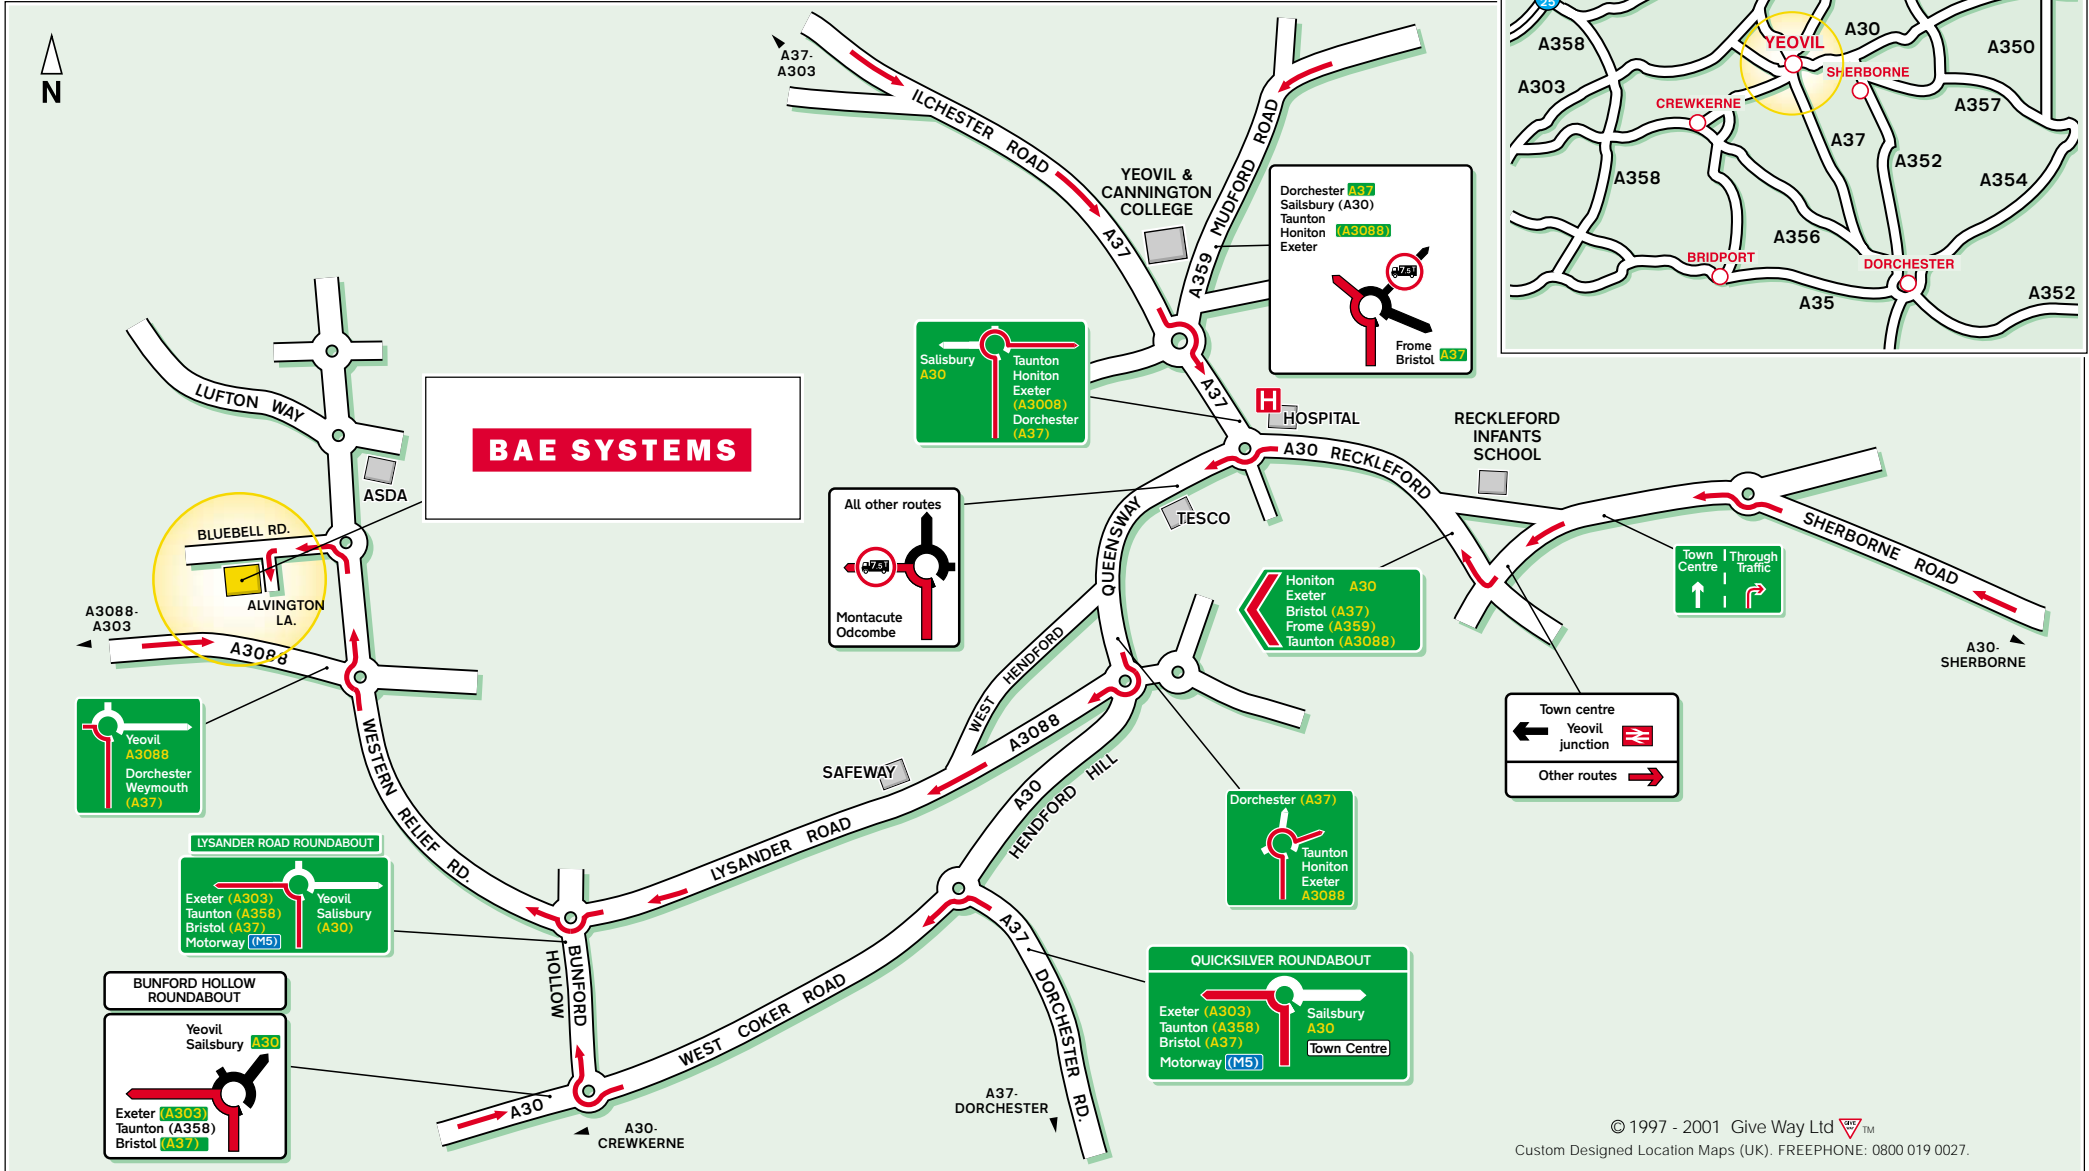 N
A37-
A303
ILCHESTER ROAD
A37
YEOVIL &
CANNINGTON
COLLEGE
A359 MUDFORD ROAD
Dorchester A37
Sailsbury (A30)
Taunton
Honiton (A3088)
Exeter
7.5T
Frome
Bristol A37
25
A358
A303
YEOVIL
A30
A350
SHERBORNE
CREWKERNE
A357
A37
A352
A358
A354
A356
BRIDPORT
DORCHESTER
A35
A352
Salisbury
A30
Taunton
Honiton
Exeter
(A3008)
Dorchester
(A37)
A37
H
HOSPITAL
A30 RECKLEFORD
RECKLEFORD
INFANTS
SCHOOL
TESCO
QUEENSWAY
SHERBORNE ROAD
Town
Centre
Through
Traffic
A30-
SHERBORNE
LUFTON WAY
ASDA
BAE SYSTEMS
BLUEBELL RD.
ALVINGTON
LA.
A3088-
A303
A3088
All other routes
7.5T
Montacute
Odcombe
Honiton A30
Exeter
Bristol (A37)
Frome (A359)
Taunton (A3088)
WEST HENDFORD
A3088
Town centre
Yeovil
junction
Other routes
Yeovil
A3088
Dorchester
Weymouth
(A37)
WESTERN RELIEF RD.
SAFEWAY
LYSANDER ROAD
A30
HENDFORD HILL
Dorchester (A37)
Taunton
Honiton
Exeter
A3088
LYSANDER ROAD ROUNDABOUT
Exeter (A303)
Taunton (A358)
Bristol (A37)
Motorway (M5)
Yeovil
Salisbury
(A30)
BUNFORD
HOLLOW
A37 DORCHESTER RD.
WEST COKER ROAD
QUICKSILVER ROUNDABOUT
Exeter (A303)
Taunton (A358)
Bristol (A37)
Motorway (M5)
Sailsbury
A30
Town Centre
BUNFORD HOLLOW
ROUNDABOUT
Yeovil
Sailsbury A30
Exeter (A303)
Taunton (A358)
Bristol (A37)
A30
A30-
CREWKERNE
A37-
DORCHESTER
© 1997 - 2001 Give Way Ltd GIVE WAY TM
Custom Designed Location Maps (UK). FREEPHONE: 0800 019 0027.